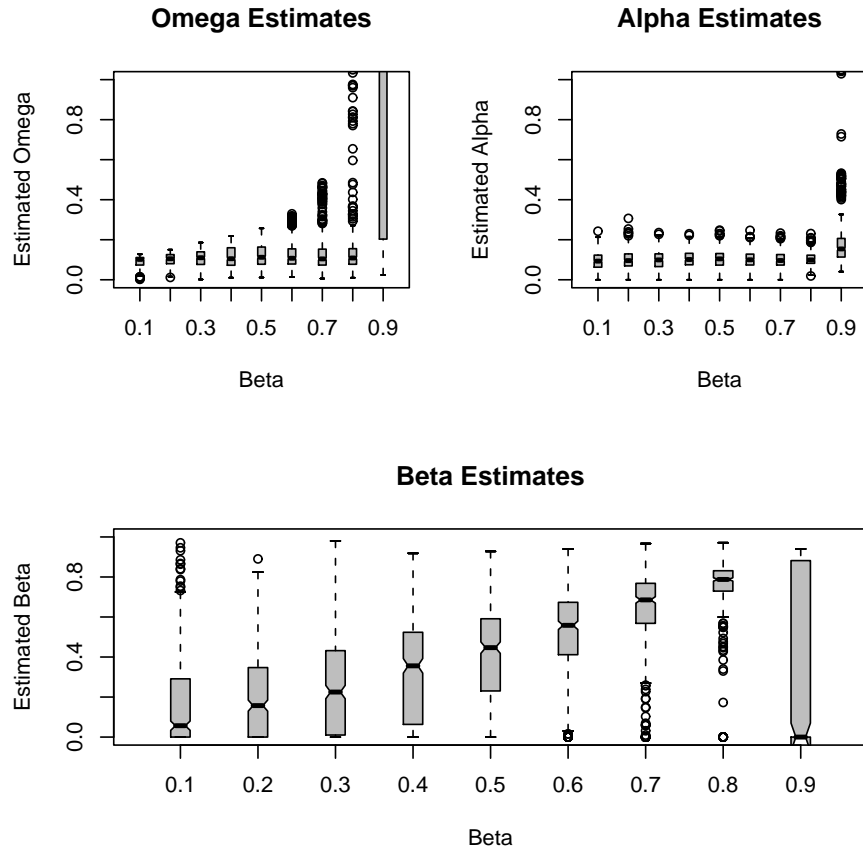 Omega Estimates
Estimated Omega
0.0 0.4 0.8
0.1 0.3 0.5 0.7 0.9
Beta
Alpha Estimates
Estimated Alpha
0.0 0.4 0.8
0.1 0.3 0.5 0.7 0.9
Beta
Beta Estimates
Estimated Beta
0.0 0.4 0.8
0.1 0.2 0.3 0.4 0.5 0.6 0.7 0.8 0.9
Beta